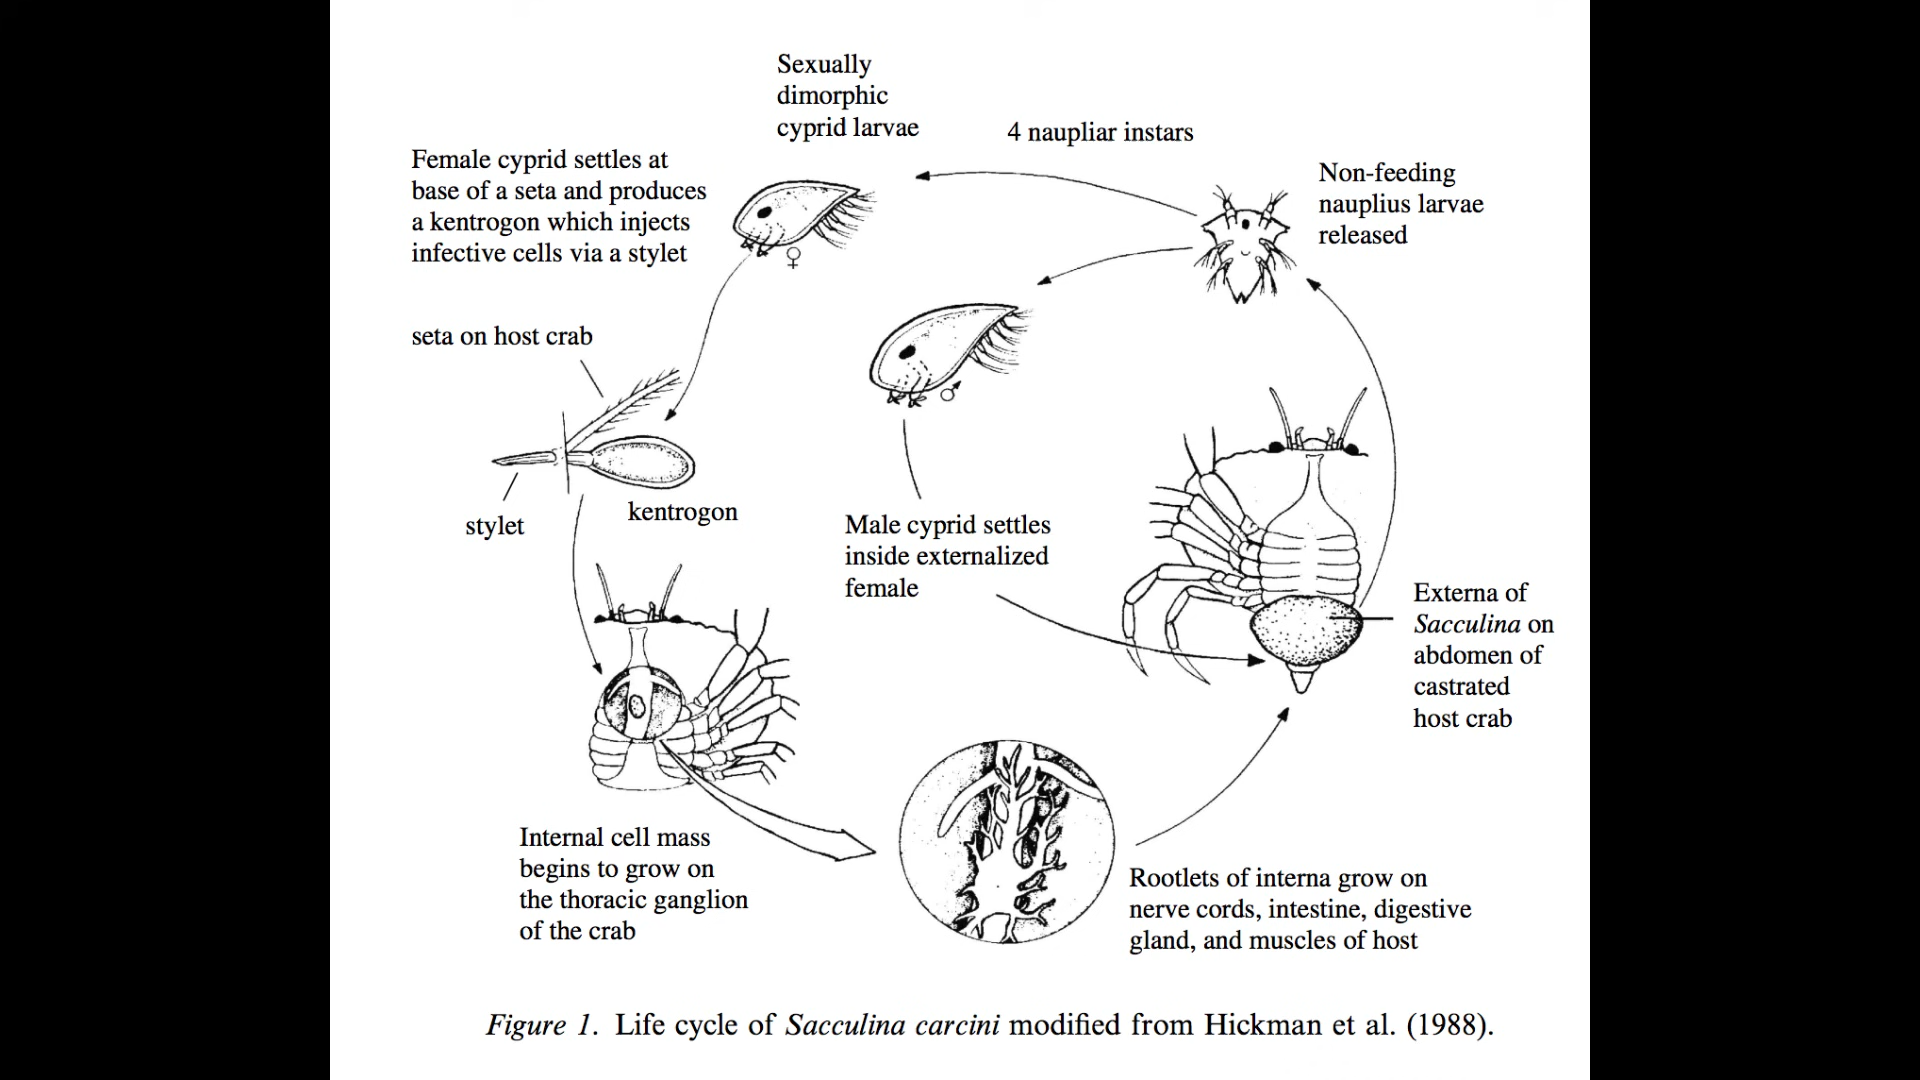 Sexually
dimorphic
cyprid larvae
4 naupliar instars
Female cyprid settles at
base of a seta and produces
a kentrogon which injects
infective cells via a stylet
Non-feeding
nauplius larvae
released
♀
seta on host crab
♂
stylet
kentrogon
Male cyprid settles
inside externalized
female
Externa of
Sacculina on
abdomen of
castrated
host crab
Internal cell mass
begins to grow on
the thoracic ganglion
of the crab
Rootlets of interna grow on
nerve cords, intestine, digestive
gland, and muscles of host
Figure 1. Life cycle of Sacculina carcini modified from Hickman et al. (1988).